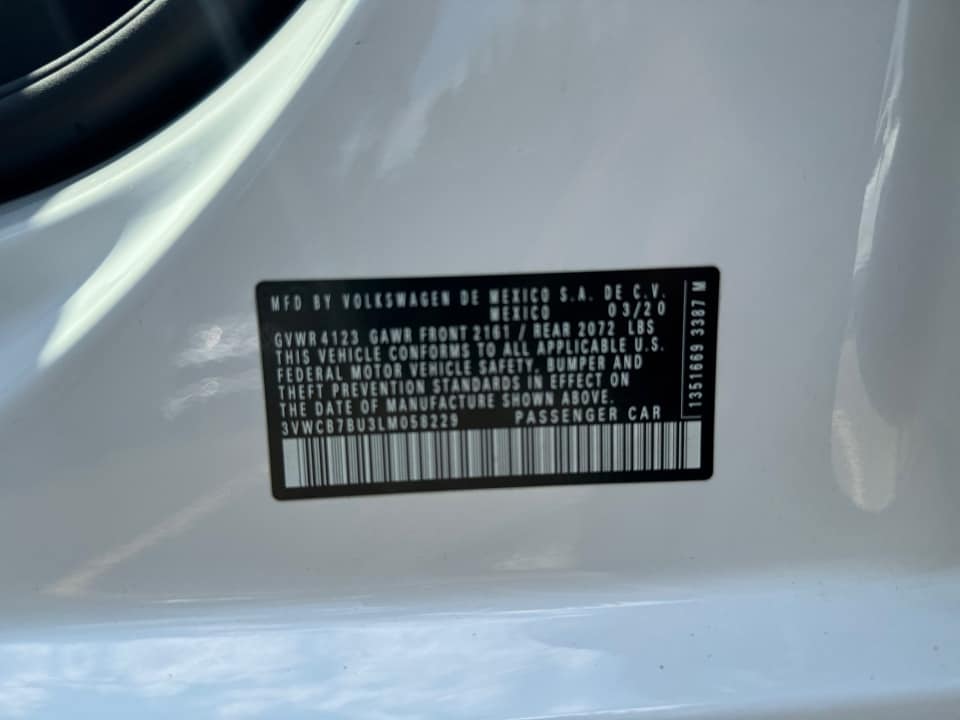 MFD BY VOLKSWAGEN DE MEXICO S.A. DE C.V.
MEXICO 03/20
GVWR 4123 GAWR FRONT 2161 / REAR 2072 LBS
THIS VEHICLE CONFORMS TO ALL APPLICABLE U.S.
FEDERAL MOTOR VEHICLE SAFETY, BUMPER AND
THEFT PREVENTION STANDARDS IN EFFECT ON
THE DATE OF MANUFACTURE SHOWN ABOVE.
3VWCB7BU3LM058229 PASSENGER CAR
1351669 3387 M